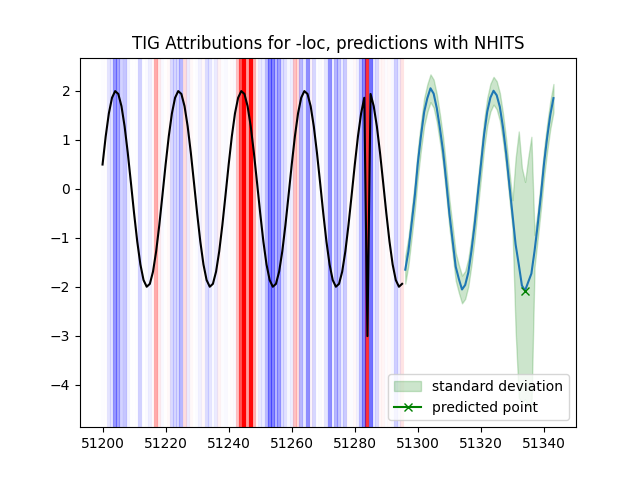 TIG Attributions for -loc, predictions with NHITS
2
1
0
−1
−2
−3
−4
51200 51220 51240 51260 51280 51300 51320 51340
standard deviation
predicted point